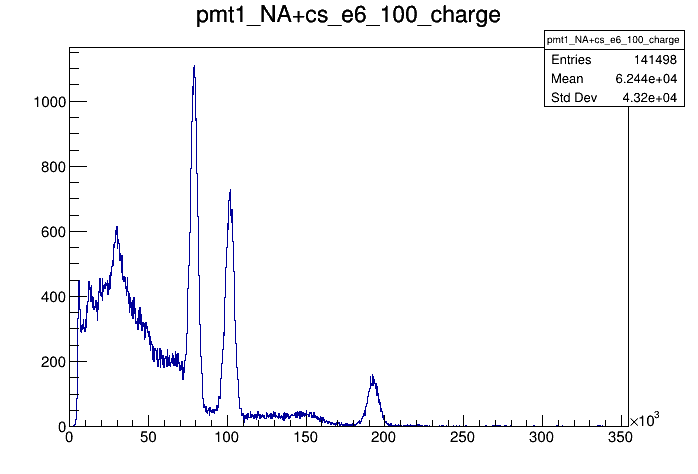 pmt1_NA+cs_e6_100_charge
pmt1_NA+cs_e6_100_charge
Entries 141498
Mean 6.244e+04
Std Dev 4.32e+04
1000
800
600
400
200
0
0 50 100 150 200 250 300 350
×10³